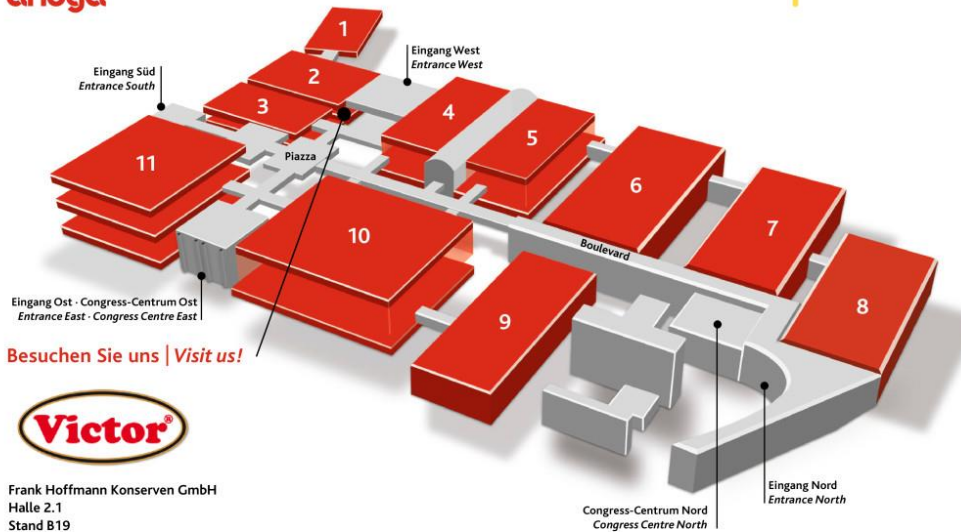 anuga
1
Eingang West
Entrance West
Eingang Süd
Entrance South
2
3
4
5
11
Piazza
6
7
10
Boulevard
8
Eingang Ost · Congress-Centrum Ost
Entrance East · Congress Centre East
9
Besuchen Sie uns | Visit us!
Victor®
Frank Hoffmann Konserven GmbH
Halle 2.1
Stand B19
Eingang Nord
Entrance North
Congress-Centrum Nord
Congress Centre North